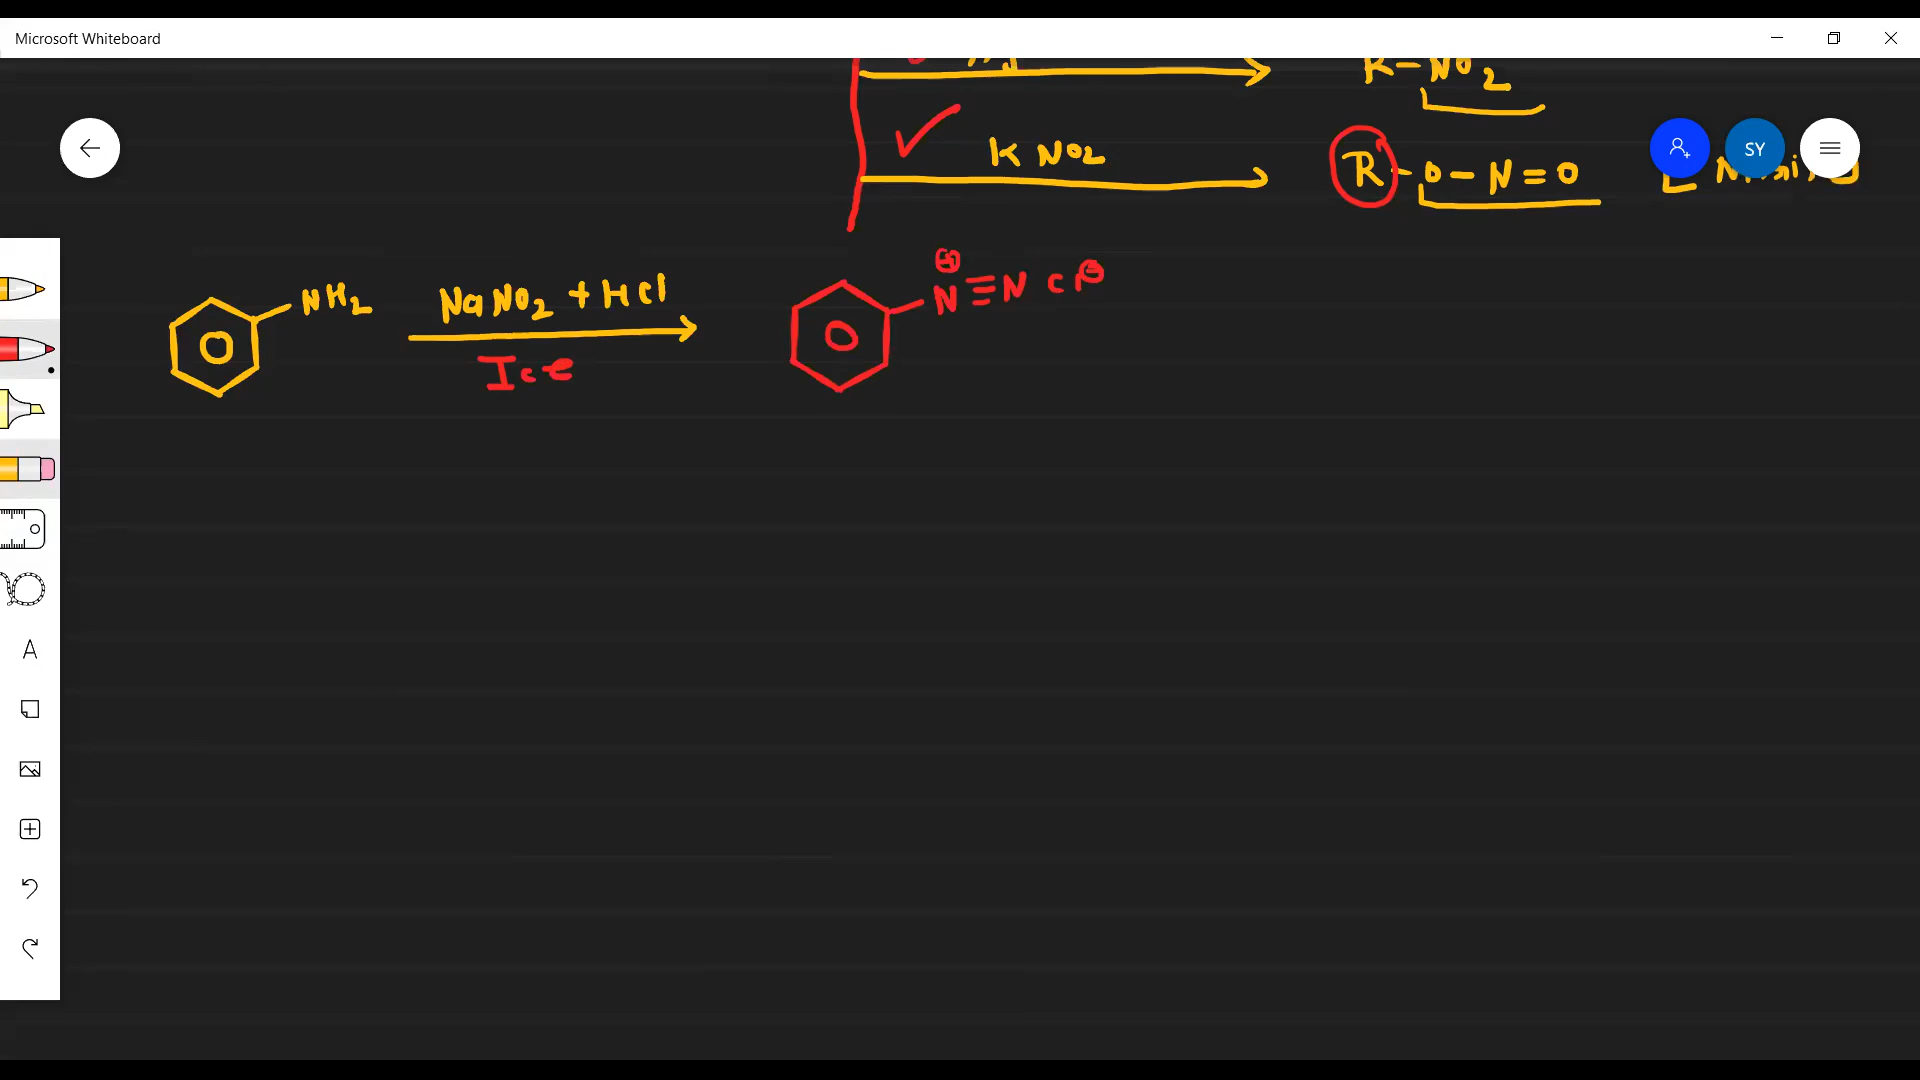 Microsoft Whiteboard
R-NO2
K NO2
R-O-N=O
SY
NH2
NaNO2 + HCl
Ice
⊕
N≡N Cl⊖
A